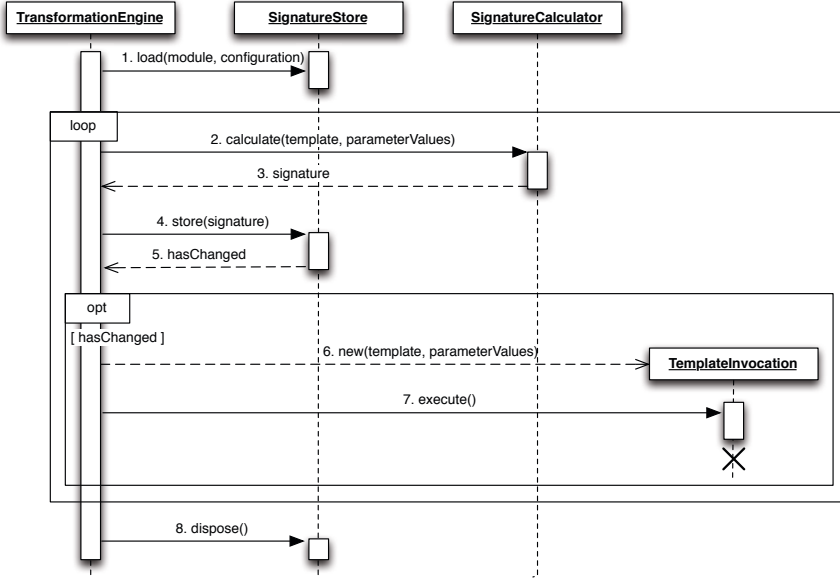 TransformationEngine
SignatureStore
SignatureCalculator
1. load(module, configuration)
loop
2. calculate(template, parameterValues)
3. signature
4. store(signature)
5. hasChanged
opt
[ hasChanged ]
6. new(template, parameterValues)
TemplateInvocation
7. execute()
8. dispose()